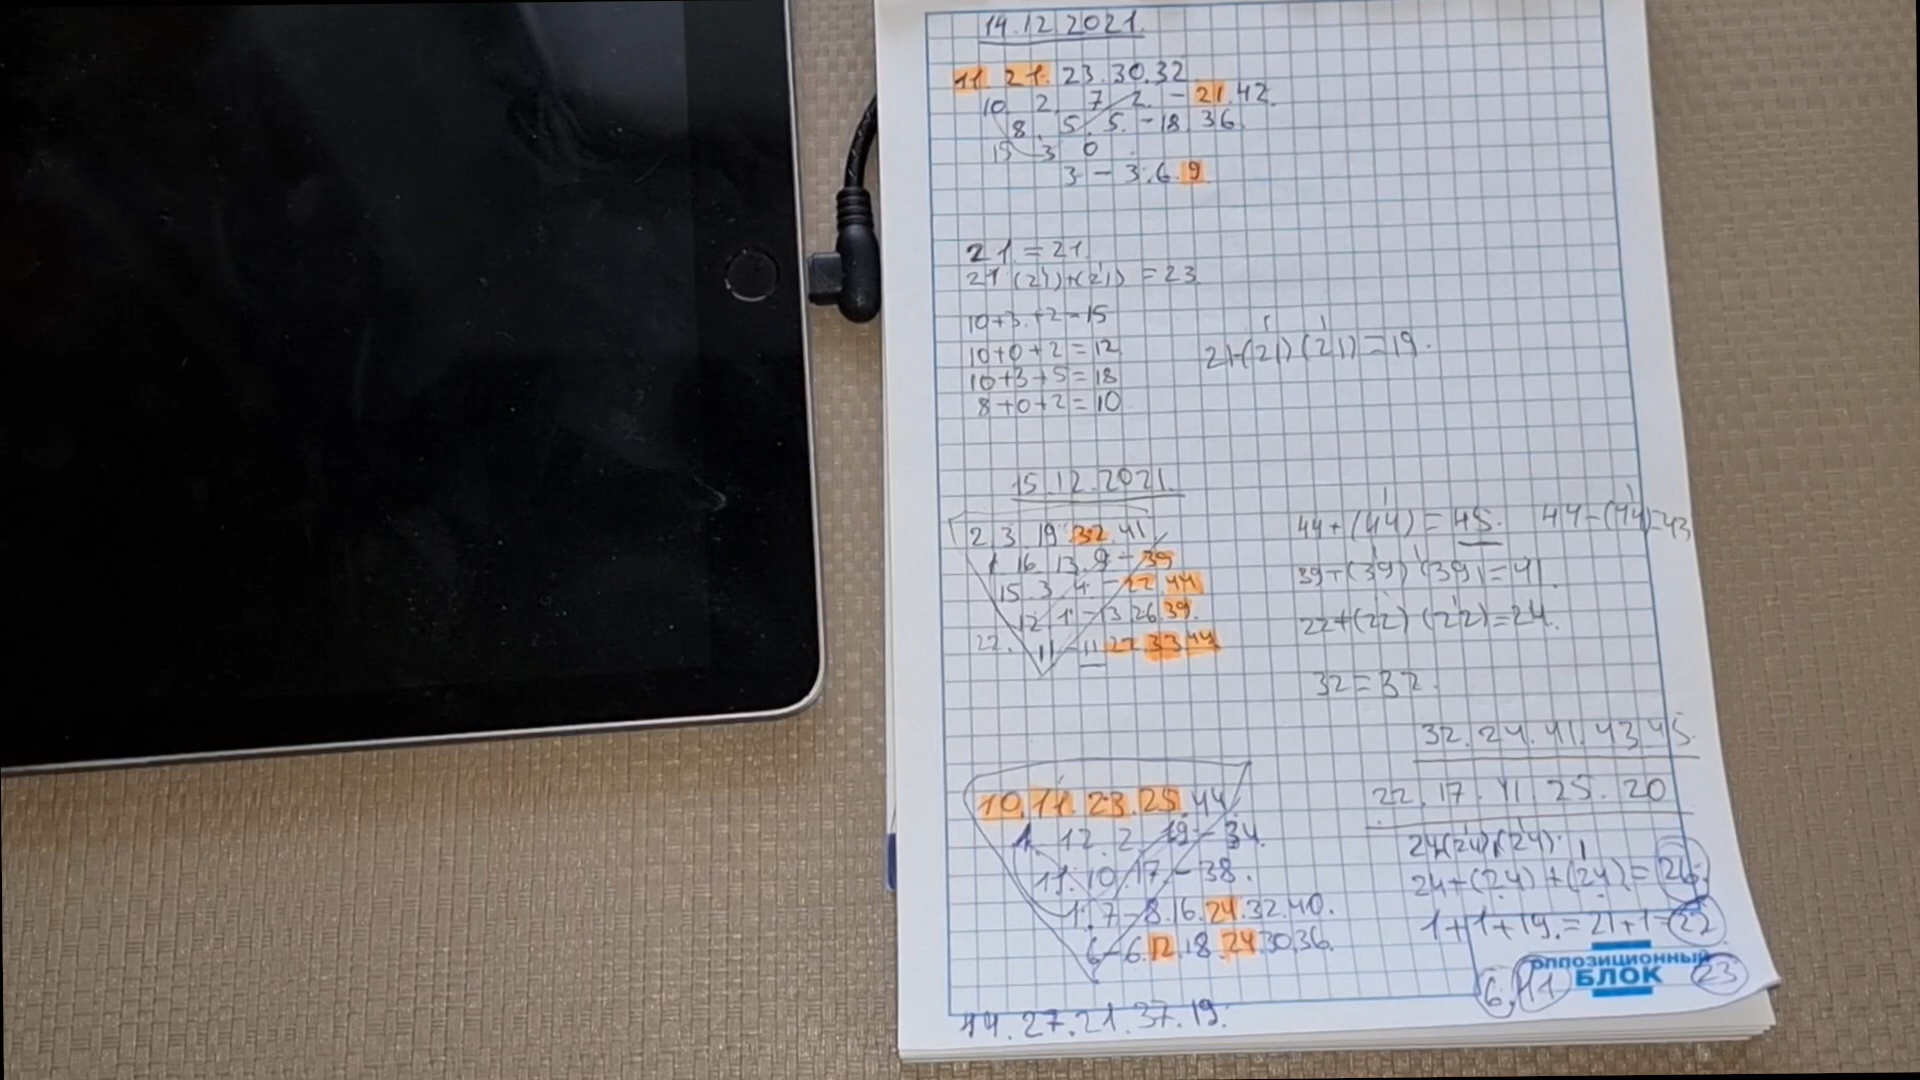 14.12.2021.
11. 21. 23. 30. 32
10 2 7 2 - 21. 42.
8. 5. 5. - 18. 36.
15 3 0
3 - 3. 6. 9
21. = 21.
21 (21)+(21) = 23
10+3.+2-15
10+0+2=12
21-(21)(21)=19.
10+3+5=18
8+0+2=10
15.12.2021.
2 3 19 32 41
44+(44)=45. 44-(44)=43
1 16. 13. 9 - 39
39+(39)(39)=41.
15. 3. 4. - 22 44
12 1 - 13 26 39.
22+(22)(22)=24.
22. 11 - 11 22 33 44
32=32.
32. 24. 41. 43 45.
10. 11. 23. 25. 44
22. 17. 41. 25. 20
1. 12. 2. 19 - 34.
24+(24)+(24).
11. 10. 17. - 38.
24+(24)+(24)=26.
1. 7 - 8. 16. 24. 32. 40.
1+1+19.=21+1=22
6 - 6. 12. 18. 24 30 36.
ОППОЗИЦИОННЫЙ
БЛОК
6. 11 23
44. 27. 21. 37. 19.